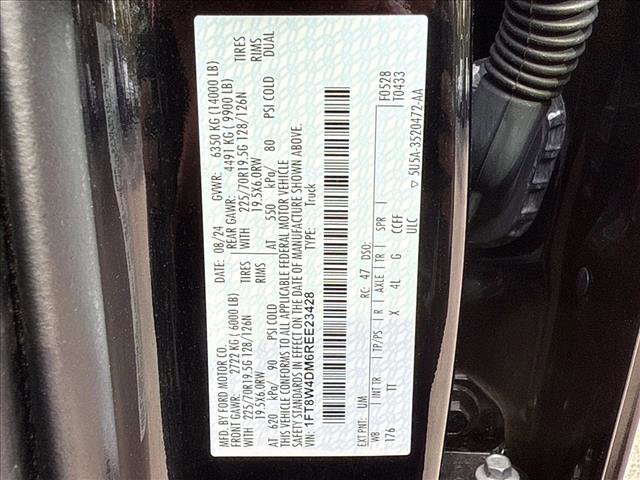 MFD. BY FORD MOTOR CO. DATE: 08/24 GVWR: 6350 KG (14000 LB)
FRONT GAWR: 2722 KG (6000 LB) REAR GAWR: 4491 KG (9900 LB)
WITH 225/70R19.5G 128/126N TIRES WITH 225/70R19.5G 128/126N TIRES
19.5X6.0RW RIMS 19.5X6.0RW RIMS
AT 620 kPa/ 90 PSI COLD AT 550 kPa/ 80 PSI COLD DUAL
THIS VEHICLE CONFORMS TO ALL APPLICABLE FEDERAL MOTOR VEHICLE
SAFETY STANDARDS IN EFFECT ON THE DATE OF MANUFACTURE SHOWN ABOVE.
VIN: 1FT8W4DM6REE23428 TYPE: Truck
F0528
T0433
EXT PNT: UM RC: 47 DSO:
WB INT TR TP/PS R AXLE TR SPR
176 TT X 4L G CCFF
ULC
▽ 5U5A-3520472-AA